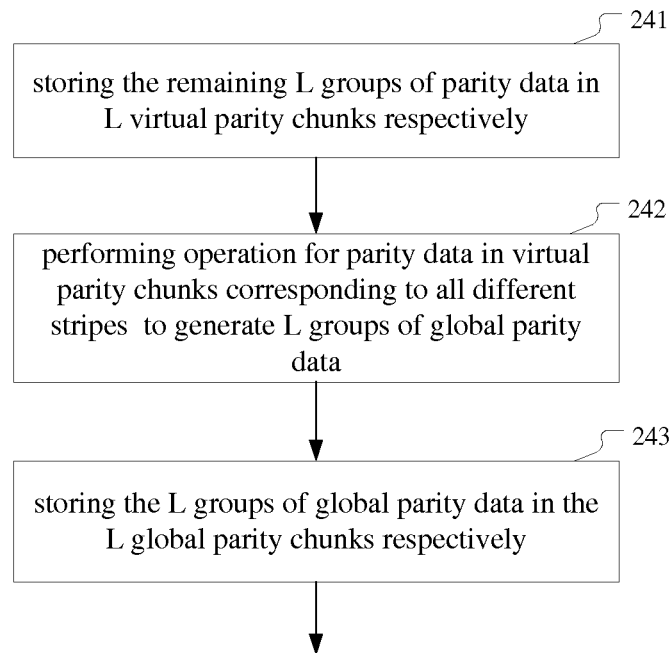 241
storing the remaining L groups of parity data in
L virtual parity chunks respectively
242
performing operation for parity data in virtual
parity chunks corresponding to all different
stripes to generate L groups of global parity
data
243
storing the L groups of global parity data in the
L global parity chunks respectively